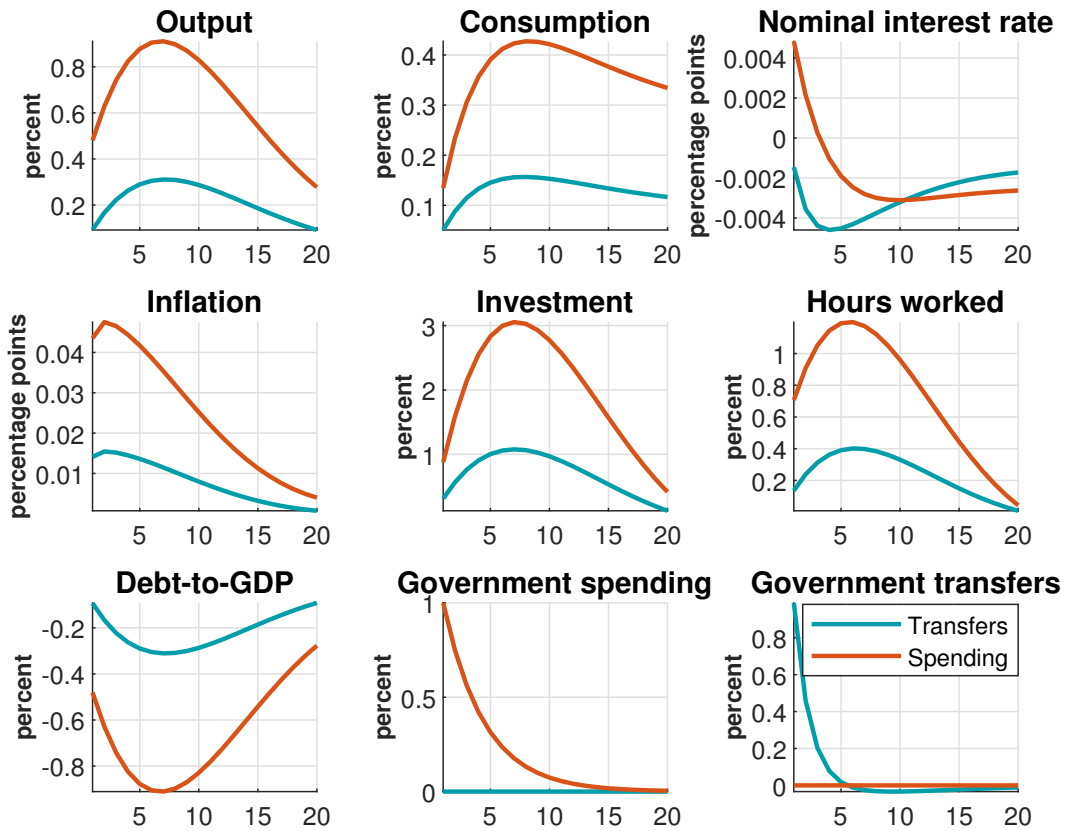 Output
percent
0.8
0.6
0.4
0.2
5 10 15 20
Consumption
percent
0.4
0.3
0.2
0.1
5 10 15 20
Nominal interest rate
percentage points
0.004
0.002
0
-0.002
-0.004
5 10 15 20
Inflation
percentage points
0.04
0.03
0.02
0.01
5 10 15 20
Investment
percent
3
2
1
5 10 15 20
Hours worked
percent
1
0.8
0.6
0.4
0.2
5 10 15 20
Debt-to-GDP
percent
-0.2
-0.4
-0.6
-0.8
5 10 15 20
Government spending
percent
1
0.5
0
5 10 15 20
Government transfers
percent
0.8
0.6
0.4
0.2
0
5 10 15 20
Transfers
Spending